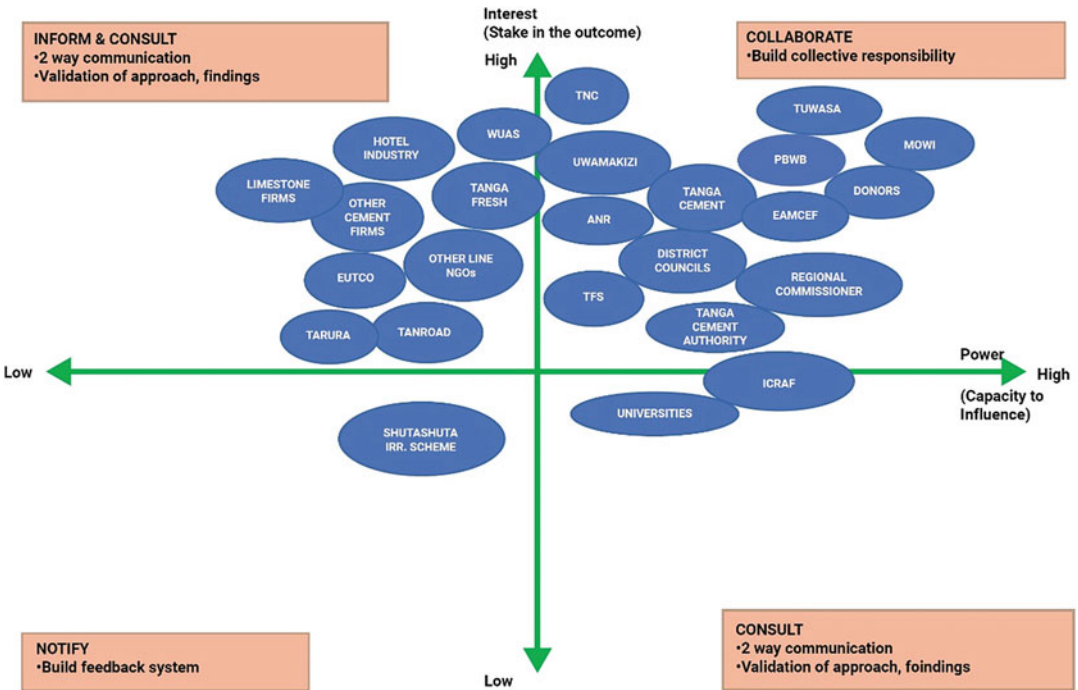 INFORM & CONSULT
•2 way communication
•Validation of approach, findings
Interest
(Stake in the outcome)
High
COLLABORATE
•Build collective responsibility
TNC
TUWASA
WUAS
HOTEL
INDUSTRY
MOWI
UWAMAKIZI
PBWB
LIMESTONE
FIRMS
TANGA
FRESH
TANGA
CEMENT
DONORS
OTHER
CEMENT
FIRMS
ANR
EAMCEF
OTHER LINE
NGOs
DISTRICT
COUNCILS
EUTCO
REGIONAL
COMMISSIONER
TFS
TARURA
TANROAD
TANGA
CEMENT
AUTHORITY
Low
Power
High
(Capacity to
Influence)
ICRAF
UNIVERSITIES
SHUTASHUTA
IRR. SCHEME
NOTIFY
•Build feedback system
Low
CONSULT
•2 way communication
•Validation of approach, foindings